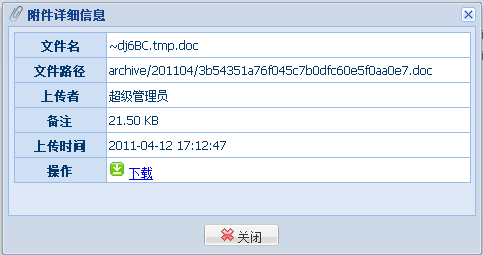 附件详细信息
文件名 ~dj6BC.tmp.doc
文件路径 archive/201104/3b54351a76f045c7b0dfc60e5f0aa0e7.doc
上传者 超级管理员
备注 21.50 KB
上传时间 2011-04-12 17:12:47
操作 下载
关闭